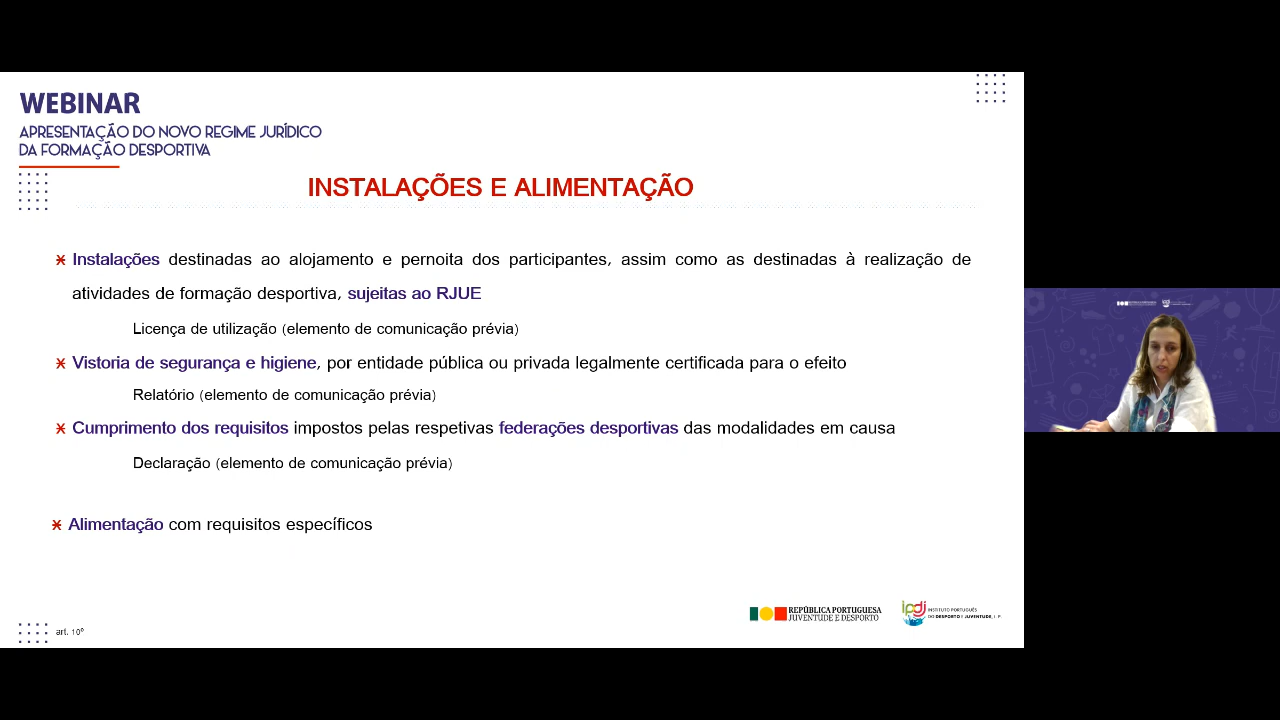 WEBINAR
APRESENTAÇÃO DO NOVO REGIME JURÍDICO
DA FORMAÇÃO DESPORTIVA
INSTALAÇÕES E ALIMENTAÇÃO
Instalações destinadas ao alojamento e pernoita dos participantes, assim como as destinadas à realização de
atividades de formação desportiva, sujeitas ao RJUE
Licença de utilização (elemento de comunicação prévia)
Vistoria de segurança e higiene, por entidade pública ou privada legalmente certificada para o efeito
Relatório (elemento de comunicação prévia)
Cumprimento dos requisitos impostos pelas respetivas federações desportivas das modalidades em causa
Declaração (elemento de comunicação prévia)
Alimentação com requisitos específicos
REPÚBLICA PORTUGUESA
JUVENTUDE E DESPORTO
ipdj
INSTITUTO PORTUGUÊS
DO DESPORTO E JUVENTUDE, I. P.
art. 10º